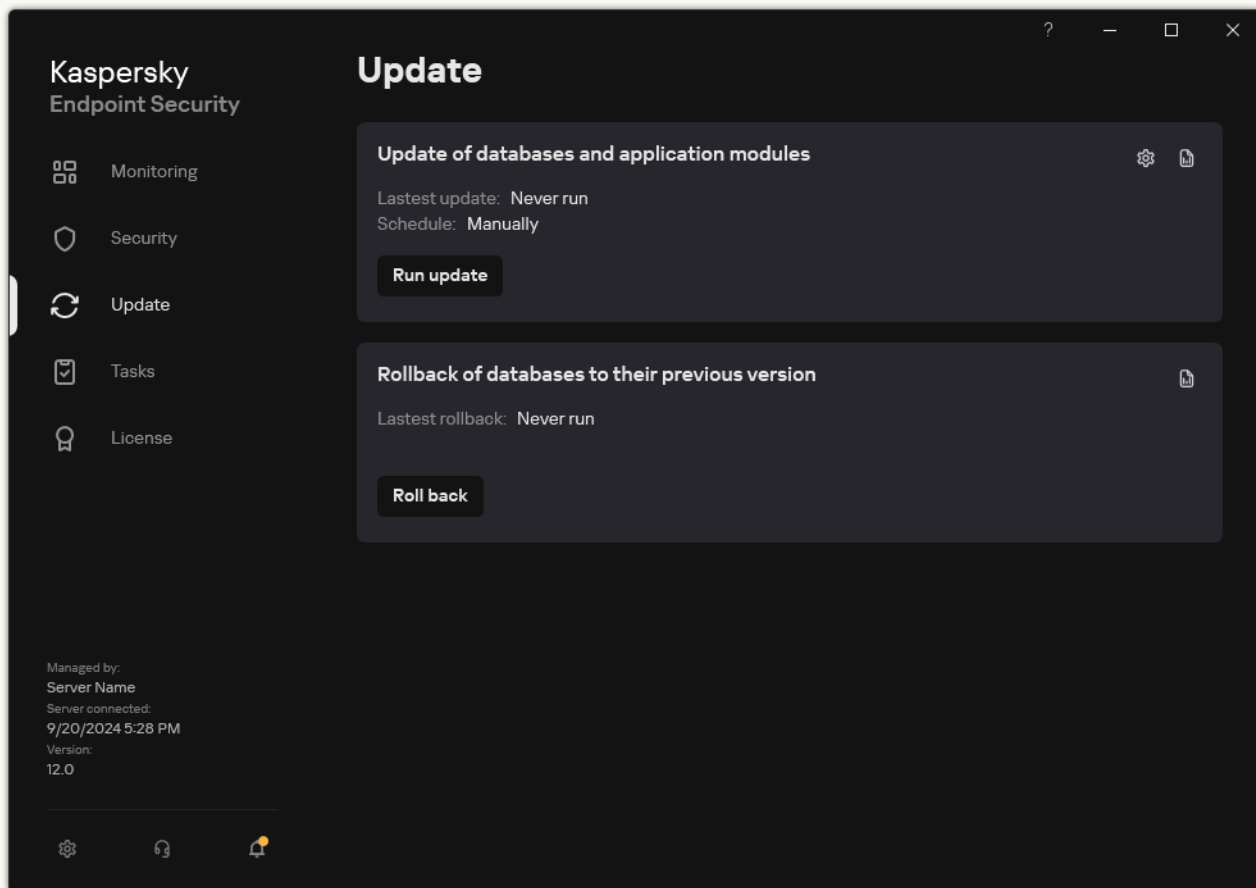 ?
Kaspersky
Endpoint Security
Monitoring
Security
Update
Tasks
License
Managed by:
Server Name
Server connected:
9/20/2024 5:28 PM
Version:
12.0
Update
Update of databases and application modules
Lastest update: Never run
Schedule: Manually
Run update
Rollback of databases to their previous version
Lastest rollback: Never run
Roll back